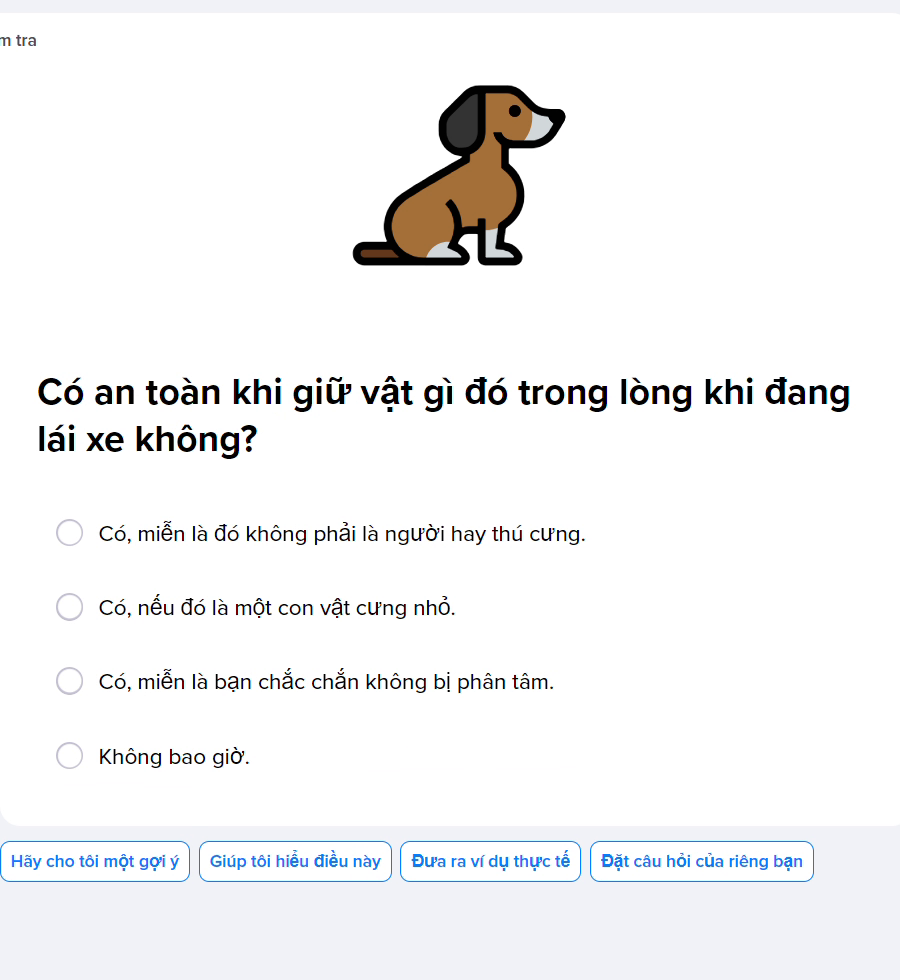 m tra
Có an toàn khi giữ vật gì đó trong lòng khi đang
lái xe không?
Có, miễn là đó không phải là người hay thú cưng.
Có, nếu đó là một con vật cưng nhỏ.
Có, miễn là bạn chắc chắn không bị phân tâm.
Không bao giờ.
Hãy cho tôi một gợi ý Giúp tôi hiểu điều này Đưa ra ví dụ thực tế Đặt câu hỏi của riêng bạn